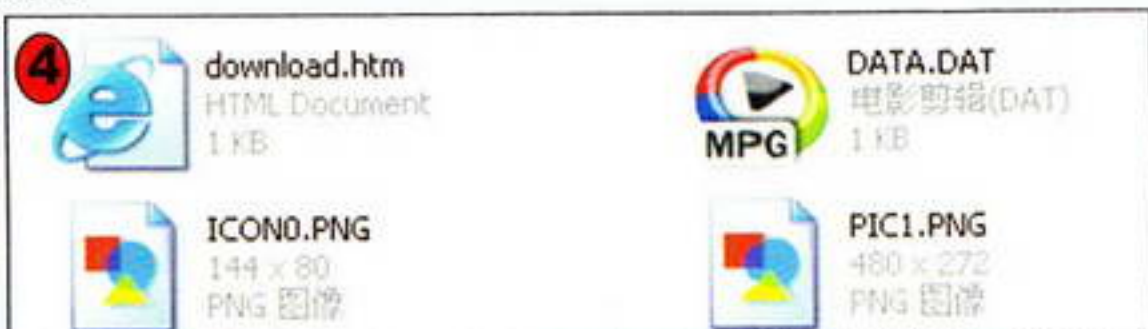 4
download.htm
HTML Document
1 KB
DATA.DAT
电影剪辑(DAT)
1 KB
MPG
ICON0.PNG
144 x 80
PNG 图像
PIC1.PNG
480 x 272
PNG 图像